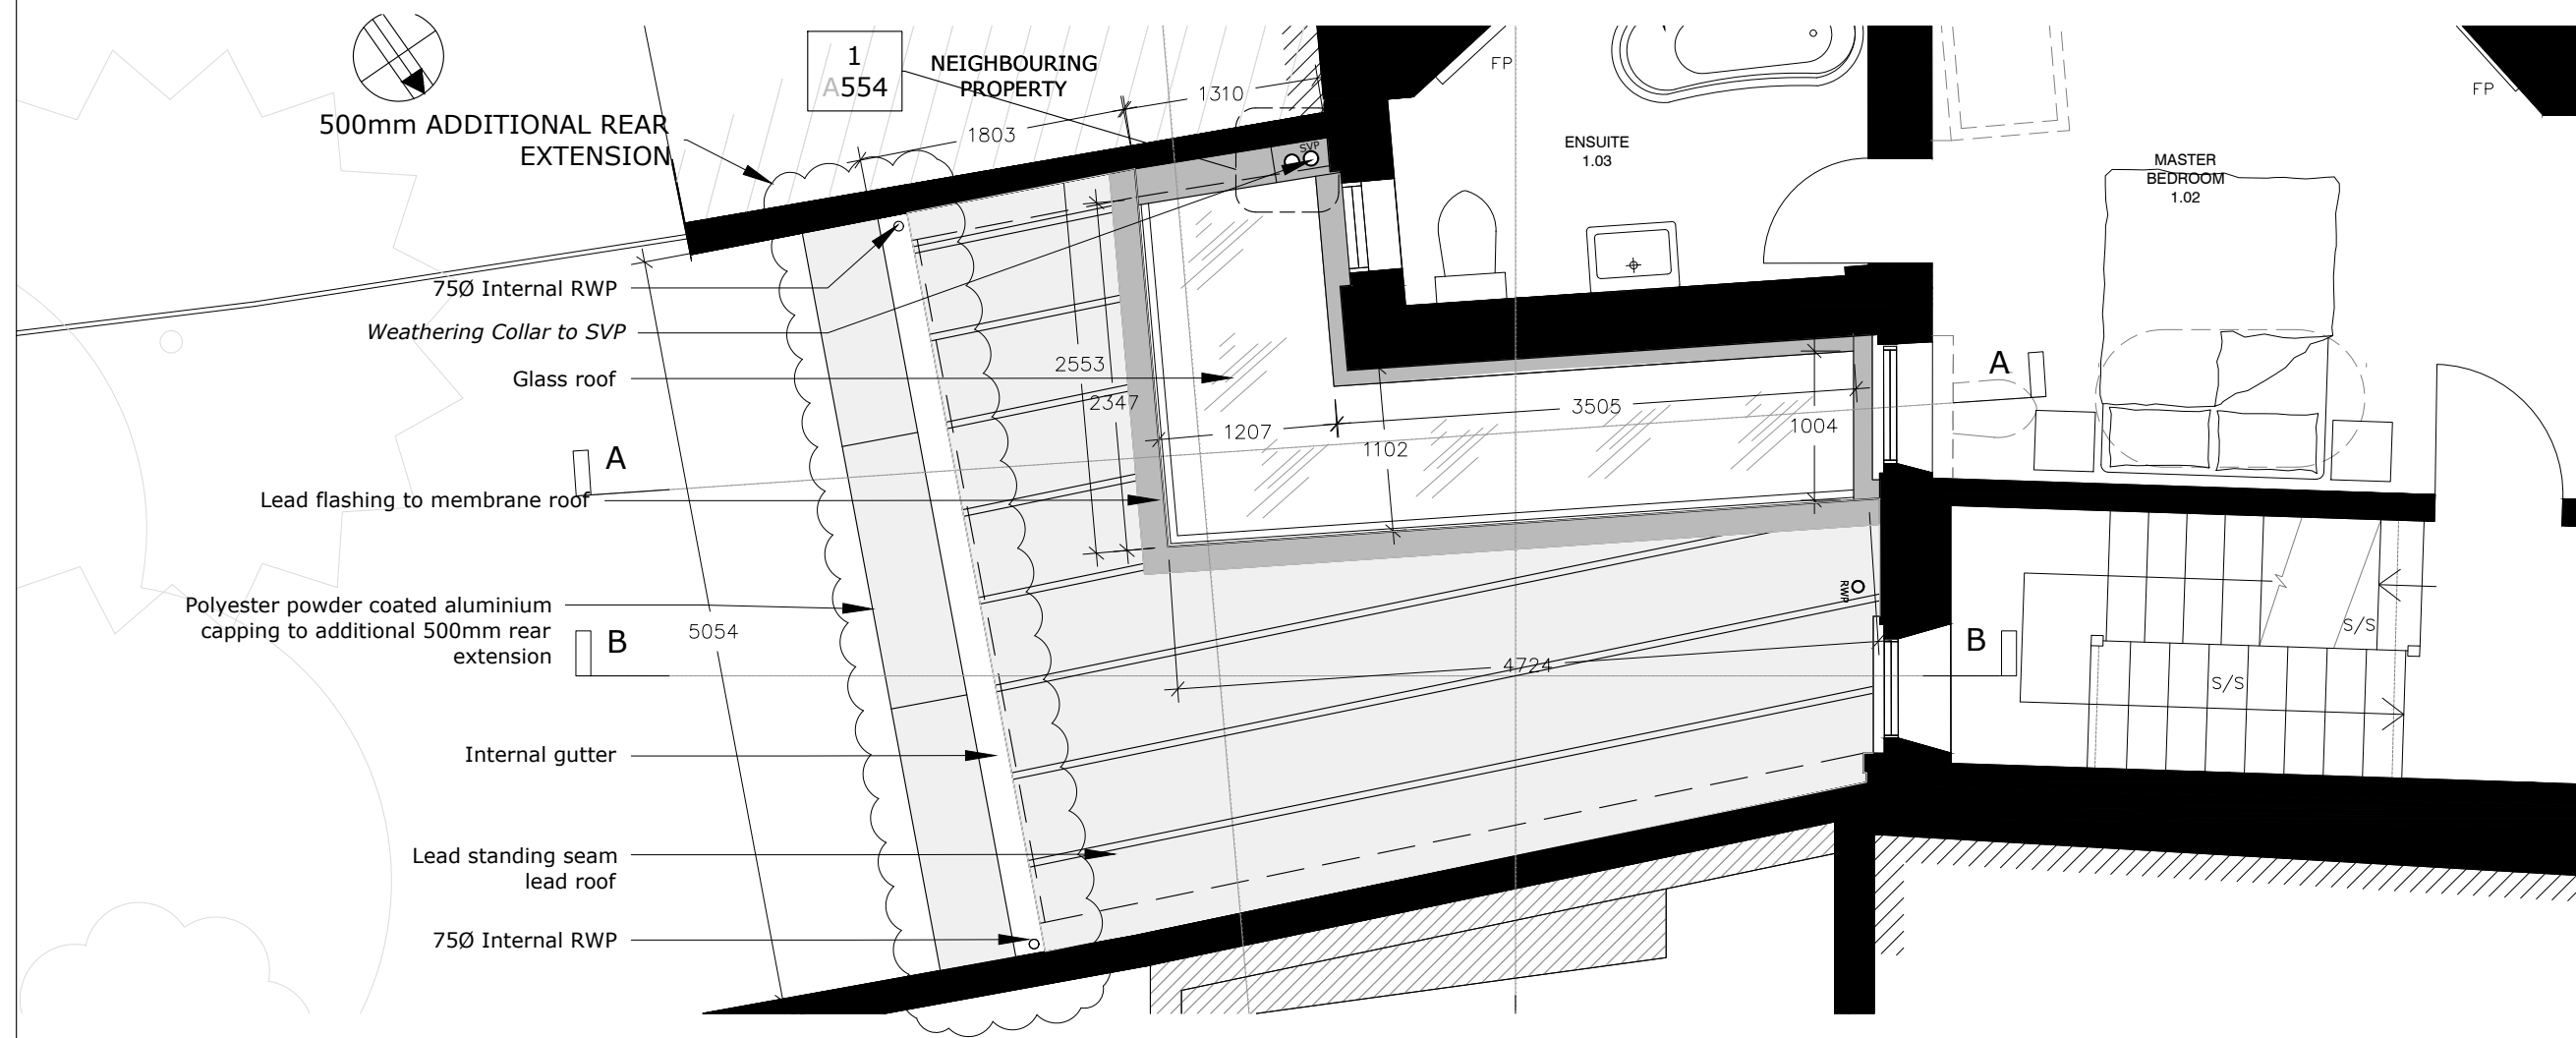 1
A554
NEIGHBOURING
PROPERTY
500mm ADDITIONAL REAR
EXTENSION
1310
1803
SVP
FP
FP
ENSUITE
1.03
MASTER
BEDROOM
1.02
75Ø Internal RWP
Weathering Collar to SVP
Glass roof
2553
2347
1207
1102
3505
1004
A
A
Lead flashing to membrane roof
Polyester powder coated aluminium
capping to additional 500mm rear
extension
5054
B
B
RWP
4724
S/S
S/S
Internal gutter
Lead standing seam
lead roof
75Ø Internal RWP